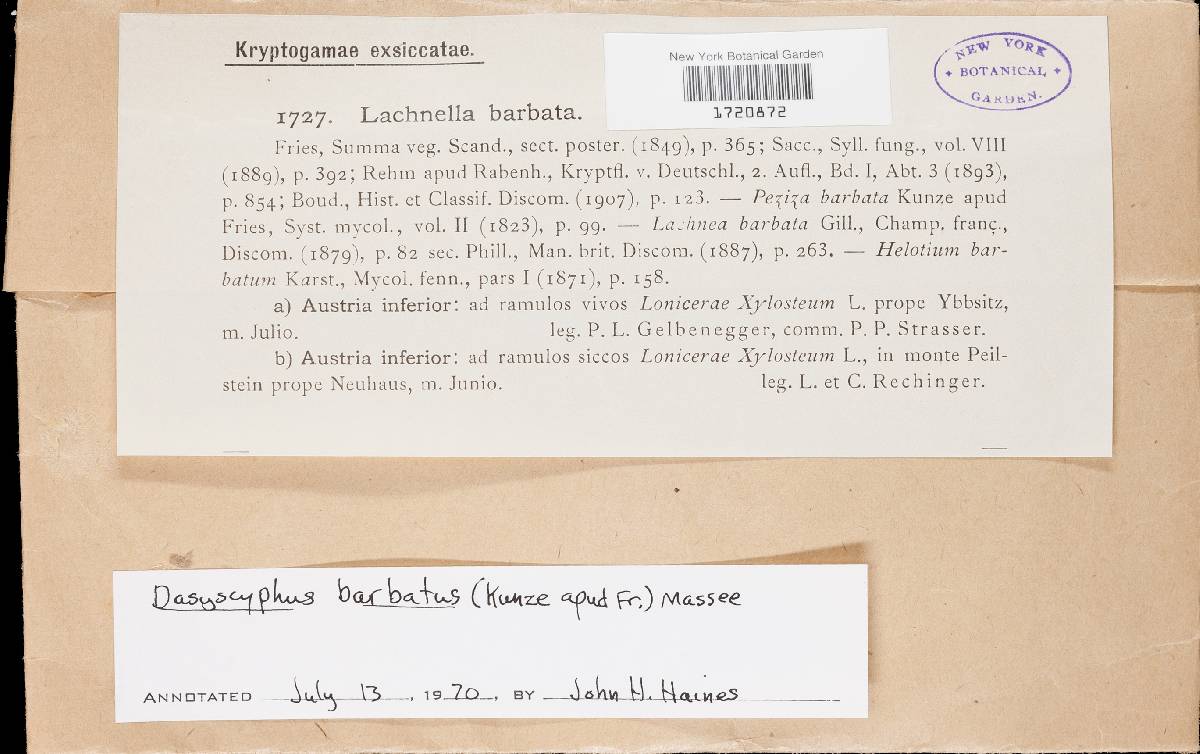 Kryptogamae exsiccatae.
New York Botanical Garden
1720872
NEW YORK
BOTANICAL
GARDEN.
1727. Lachnella barbata.
Fries, Summa veg. Scand., sect. poster. (1849), p. 365; Sacc., Syll. fung., vol. VIII
(1889), p. 392; Rehm apud Rabenh., Kryptfl. v. Deutschl., 2. Aufl., Bd. I, Abt. 3 (1893),
p. 854; Boud., Hist. et Classif. Discom. (1907), p. 123. — Peziza barbata Kunze apud
Fries, Syst. mycol., vol. II (1823), p. 99. — Lachnea barbata Gill., Champ. franç.,
Discom. (1879), p. 82 sec. Phill., Man. brit. Discom. (1887), p. 263. — Helotium bar-
batum Karst., Mycol. fenn., pars I (1871), p. 158.
a) Austria inferior: ad ramulos vivos Lonicerae Xylosteum L. prope Ybbsitz,
m. Julio. leg. P. L. Gelbenegger, comm. P. P. Strasser.
b) Austria inferior: ad ramulos siccos Lonicerae Xylosteum L., in monte Peil-
stein prope Neuhaus, m. Junio. leg. L. et C. Rechinger.
Dasyscyphus barbatus (Kunze apud Fr.) Massee
ANNOTATED July 13, 1970, BY John H. Haines